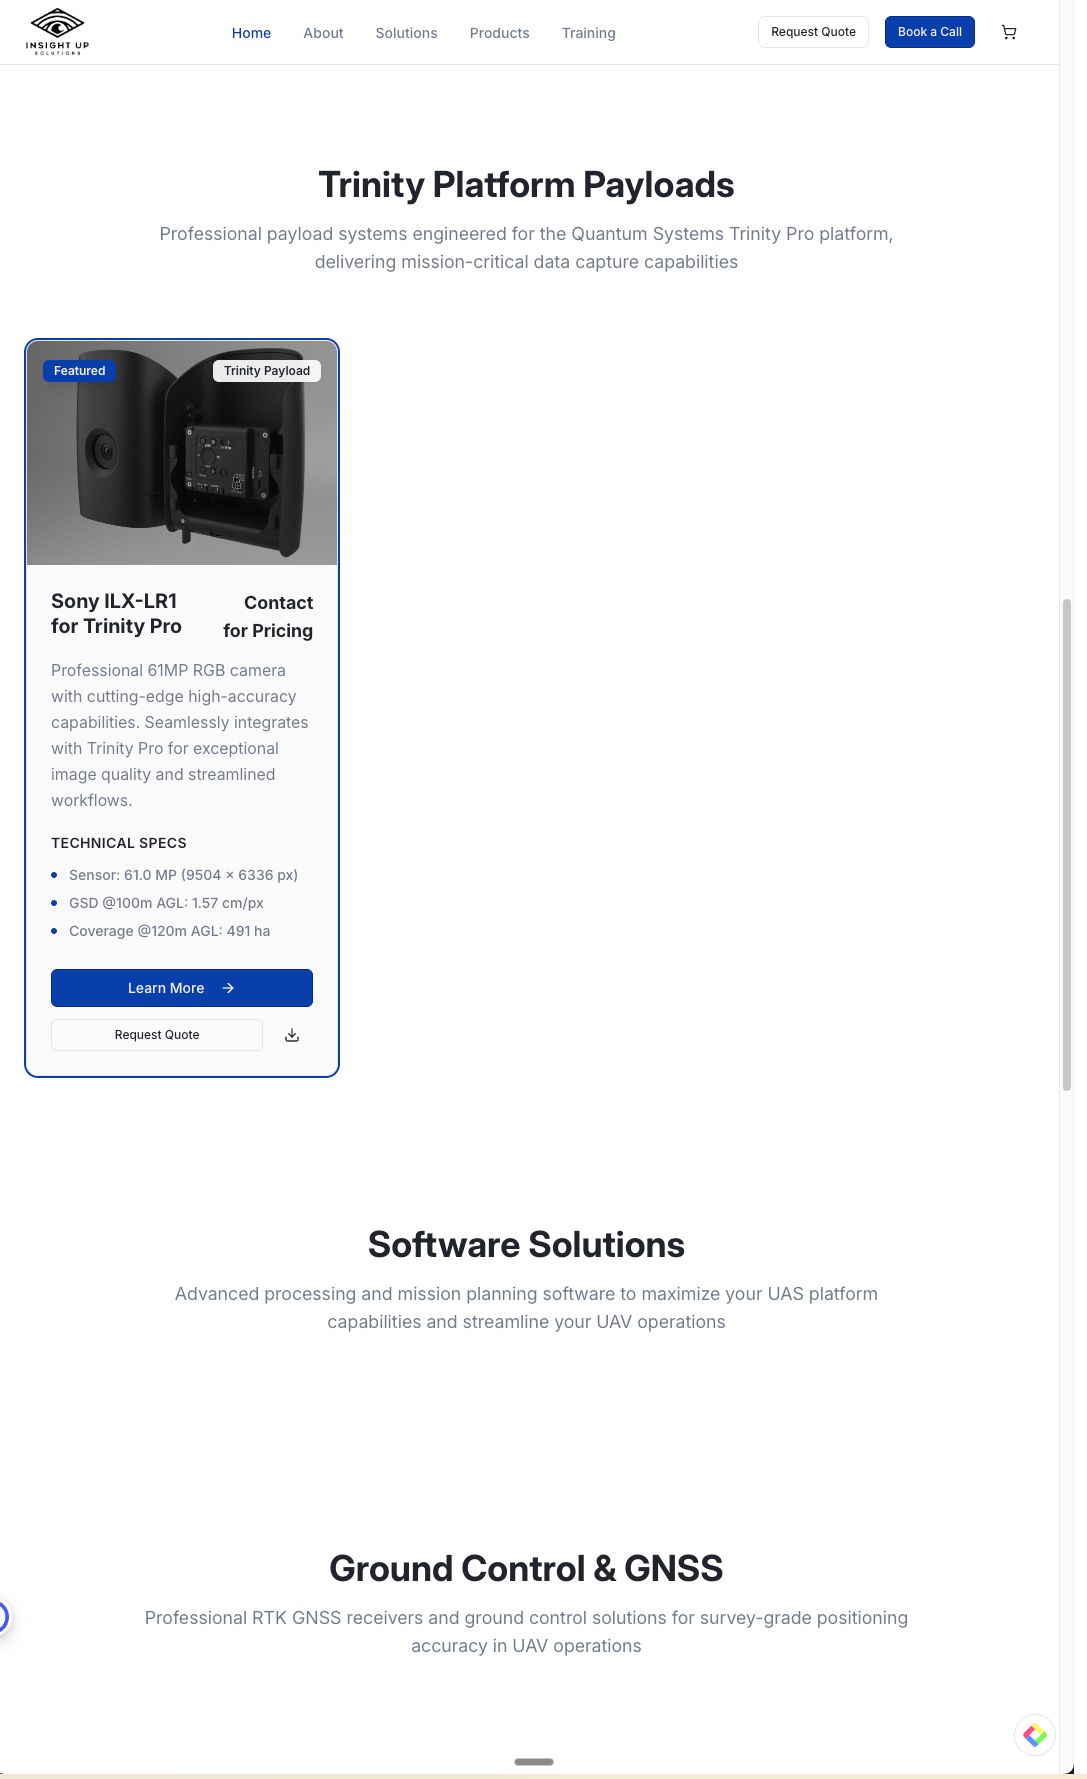 INSIGHT UP
SOLUTIONS
Home
About
Solutions
Products
Training
Request Quote
Book a Call
Trinity Platform Payloads
Professional payload systems engineered for the Quantum Systems Trinity Pro platform,
delivering mission-critical data capture capabilities
Featured
Trinity Payload
Sony ILX-LR1
for Trinity Pro
Contact
for Pricing
Professional 61MP RGB camera
with cutting-edge high-accuracy
capabilities. Seamlessly integrates
with Trinity Pro for exceptional
image quality and streamlined
workflows.
TECHNICAL SPECS
Sensor: 61.0 MP (9504 × 6336 px)
GSD @100m AGL: 1.57 cm/px
Coverage @120m AGL: 491 ha
Learn More
Request Quote
Software Solutions
Advanced processing and mission planning software to maximize your UAS platform
capabilities and streamline your UAV operations
Ground Control & GNSS
Professional RTK GNSS receivers and ground control solutions for survey-grade positioning
accuracy in UAV operations